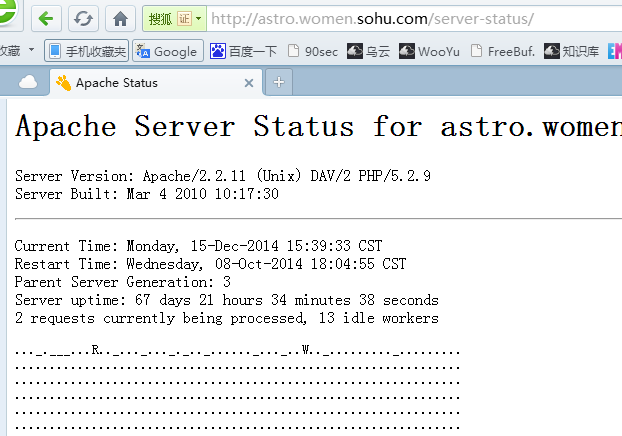 搜狐 证 http://astro.women.sohu.com/server-status/
收藏 手机收藏夹 Google 百度一下 90sec 乌云 WooYu FreeBuf. 知识库
Apache Status
Apache Server Status for astro.women
Server Version: Apache/2.2.11 (Unix) DAV/2 PHP/5.2.9
Server Built: Mar 4 2010 10:17:30
Current Time: Monday, 15-Dec-2014 15:39:33 CST
Restart Time: Wednesday, 08-Oct-2014 18:04:55 CST
Parent Server Generation: 3
Server uptime: 67 days 21 hours 34 minutes 38 seconds
2 requests currently being processed, 13 idle workers
..._.___...R.._..._..._._.._......._..._..W.._.........._.........
................................................................
................................................................
................................................................
................................................................
................................................................